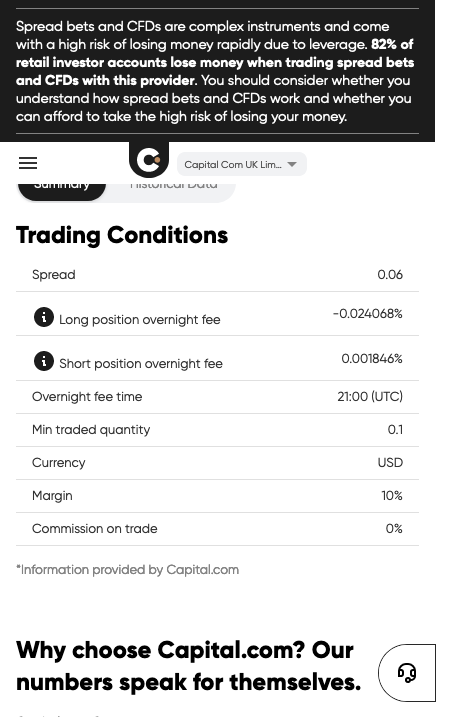 Spread bets and CFDs are complex instruments and come
with a high risk of losing money rapidly due to leverage. 82% of
retail investor accounts lose money when trading spread bets
and CFDs with this provider. You should consider whether you
understand how spread bets and CFDs work and whether you
can afford to take the high risk of losing your money.
Capital Com UK Lim...
Summary Historical Data
Trading Conditions
Spread 0.06
Long position overnight fee -0.024068%
Short position overnight fee 0.001846%
Overnight fee time 21:00 (UTC)
Min traded quantity 0.1
Currency USD
Margin 10%
Commission on trade 0%
*Information provided by Capital.com
Why choose Capital.com? Our
numbers speak for themselves.